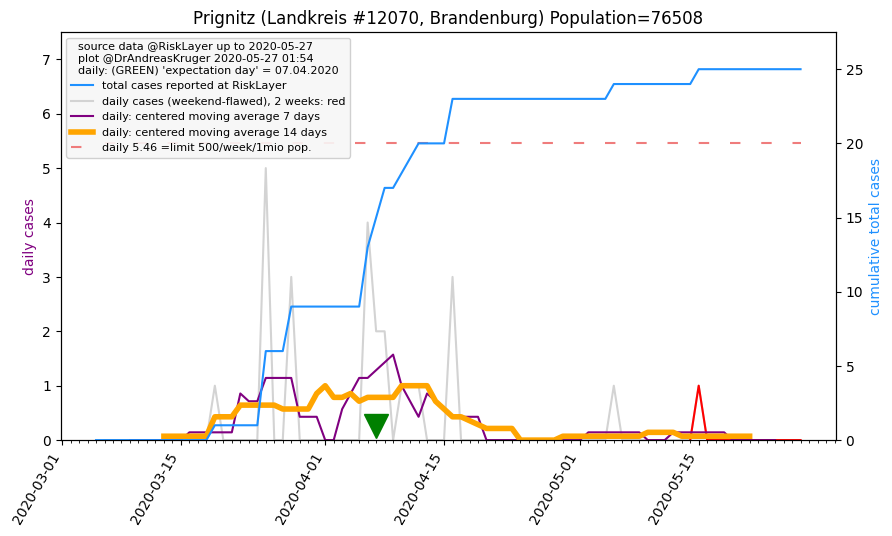 Prignitz (Landkreis #12070, Brandenburg) Population=76508
source data @RiskLayer up to 2020-05-27
plot @DrAndreasKruger 2020-05-27 01:54
daily: (GREEN) 'expectation day' = 07.04.2020
total cases reported at RiskLayer
daily cases (weekend-flawed), 2 weeks: red
daily: centered moving average 7 days
daily: centered moving average 14 days
daily 5.46 =limit 500/week/1mio pop.
daily cases
7
6
5
4
3
2
1
0
cumulative total cases
25
20
15
10
5
0
2020-03-01
2020-03-15
2020-04-01
2020-04-15
2020-05-01
2020-05-15